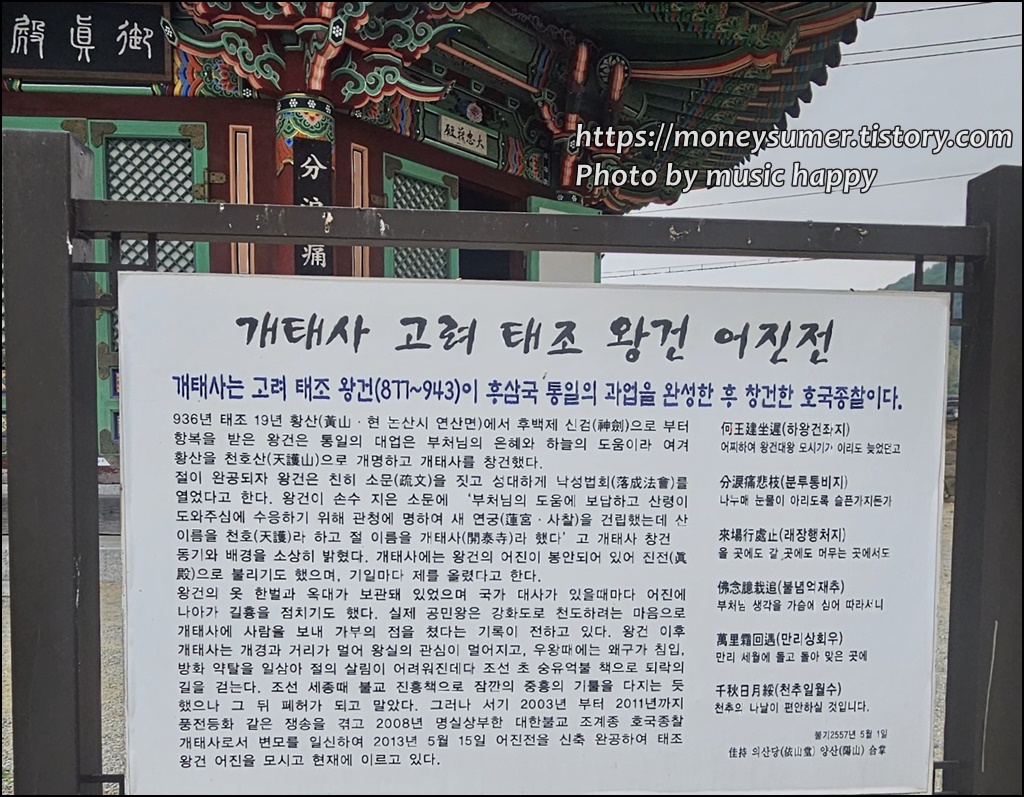 御眞殿
大忠義殿
分淚痛
https://moneysumer.tistory.com
Photo by music happy
개태사 고려 태조 왕건 어진전
개태사는 고려 태조 왕건(877~943)이 흥삼국 통일의 과업을 완성한 흥 창건한 호국종찰이다.
936년 태조 19년 황산(黃山 · 현 논산시 연산면)에서 후백제 신검(神劍)으로 부터
항복을 받은 왕건은 통일의 대업은 부처님의 은혜와 하늘의 도움이라 여겨
황산을 천호산(天護山)으로 개명하고 개태사를 창건했다.
절이 완공되자 왕건은 친히 소문(疏文)을 짓고 성대하게 낙성법회(落成法會)를
열었다고 한다. 왕건이 손수 지은 소문에 ‘부처님의 도움에 보답하고 산령이
도와주심에 수응하기 위해 관청에 명하여 새 연궁(蓮宮 · 사찰)을 건립했는데 산
이름을 천호(天護)라 하고 절 이름을 개태사(開泰寺)라 했다’고 개태사 창건
동기와 배경을 소상히 밝혔다. 개태사에는 왕건의 어진이 봉안되어 있어 진전(眞
殿)으로 불리기도 했으며, 기일마다 제를 올렸다고 한다.
왕건의 옷 한벌과 옥대가 보관돼 있었으며 국가 대사가 있을때마다 어진에
나아가 길흉을 점치기도 했다. 실제 공민왕은 강화도로 천도하려는 마음으로
개태사에 사람을 보내 가부의 점을 쳤다는 기록이 전하고 있다. 왕건 이후
개태사는 개경과 거리가 멀어 왕실의 관심이 멀어지고, 우왕때에는 왜구가 침입,
방화 약탈을 일삼아 절의 살림이 어려워진데다 조선 초 숭유억불 책으로 퇴락의
길을 걷는다. 조선 세종때 불교 진흥책으로 잠깐의 중흥의 기틀을 다지는 듯
했으나 그 뒤 폐허가 되고 말았다. 그러나 서기 2003년 부터 2011년까지
풍전등화 같은 쟁송을 겪고 2008년 명실상부한 대한불교 조계종 호국종찰
개태사로서 변모를 일신하여 2013년 5월 15일 어진전을 신축 완공하여 태조
왕건 어진을 모시고 현재에 이르고 있다.
何王建坐遲(하왕건좌지)
어찌하여 왕건대왕 오시기가 이리도 늦었던고
分淚痛悲枝(분루통비지)
나누매 눈물이 아리도록 슬픈가지돈가
來場行處止(래장행처지)
올 곳에도 갈 곳에도 머무는 곳에서도
佛念臆栽追(불념억재추)
부처님 생각을 가슴에 심어 따라서니
萬里霜回遇(만리상회우)
만리 세월에 돌고 돌아 맞은 곳에
千秋日月綏(천추일월수)
천추의 나날이 편안하실 것입니다.
불기2557년 5월 1일
佳持 의산당(依山堂) 양산(陽山) 合掌